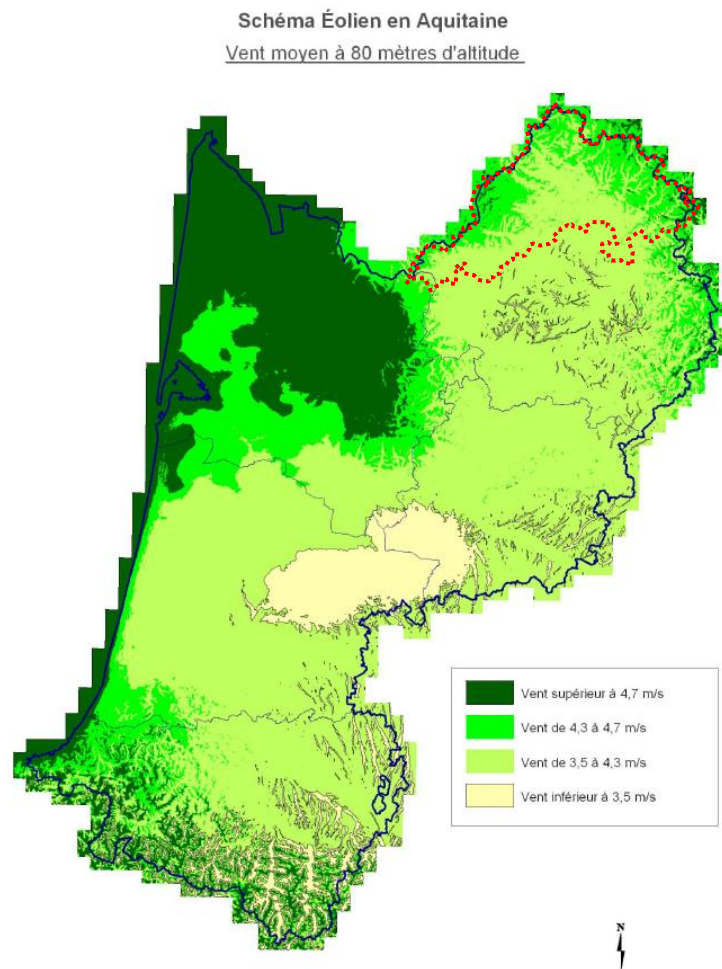 Schéma Éolien en Aquitaine
Vent moyen à 80 mètres d'altitude
Vent supérieur à 4,7 m/s
Vent de 4,3 à 4,7 m/s
Vent de 3,5 à 4,3 m/s
Vent inférieur à 3,5 m/s
N